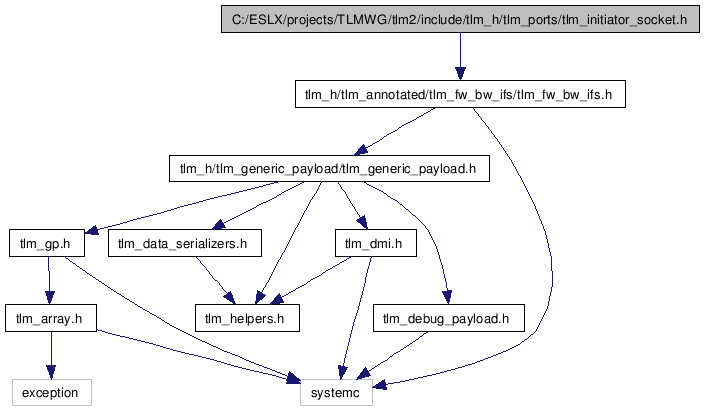 C:/ESLX/projects/TLMWG/tlm2/include/tlm_h/tlm_ports/tlm_initiator_socket.h
tlm_h/tlm_annotated/tlm_fw_bw_ifs/tlm_fw_bw_ifs.h
tlm_h/tlm_generic_payload/tlm_generic_payload.h
tlm_gp.h
tlm_data_serializers.h
tlm_dmi.h
tlm_array.h
tlm_helpers.h
tlm_debug_payload.h
exception
systemc